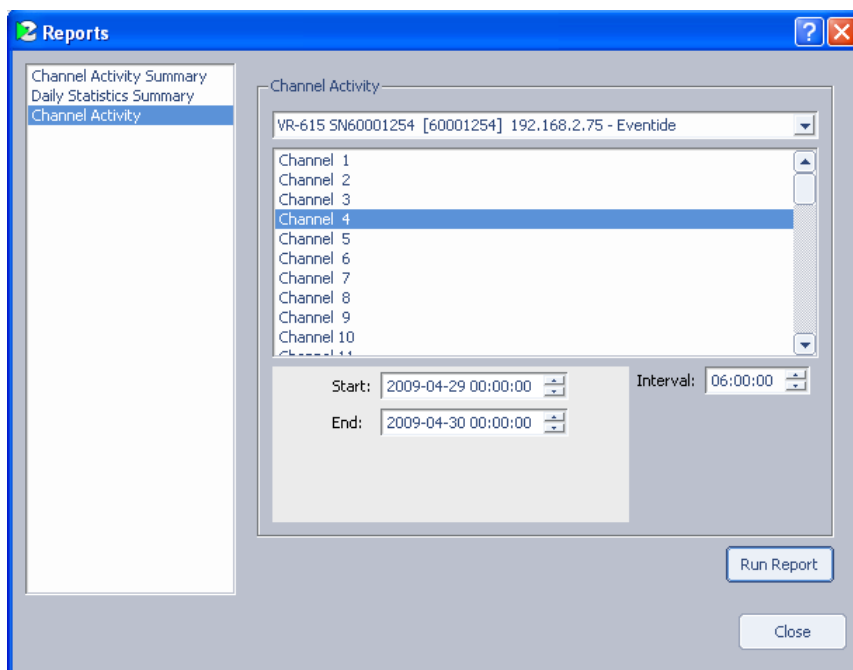 Reports
Channel Activity Summary
Daily Statistics Summary
Channel Activity
Channel Activity
VR-615 SN60001254 [60001254] 192.168.2.75 - Eventide
Channel 1
Channel 2
Channel 3
Channel 4
Channel 5
Channel 6
Channel 7
Channel 8
Channel 9
Channel 10
Channel 11
Start: 2009-04-29 00:00:00
Interval: 06:00:00
End: 2009-04-30 00:00:00
Run Report
Close